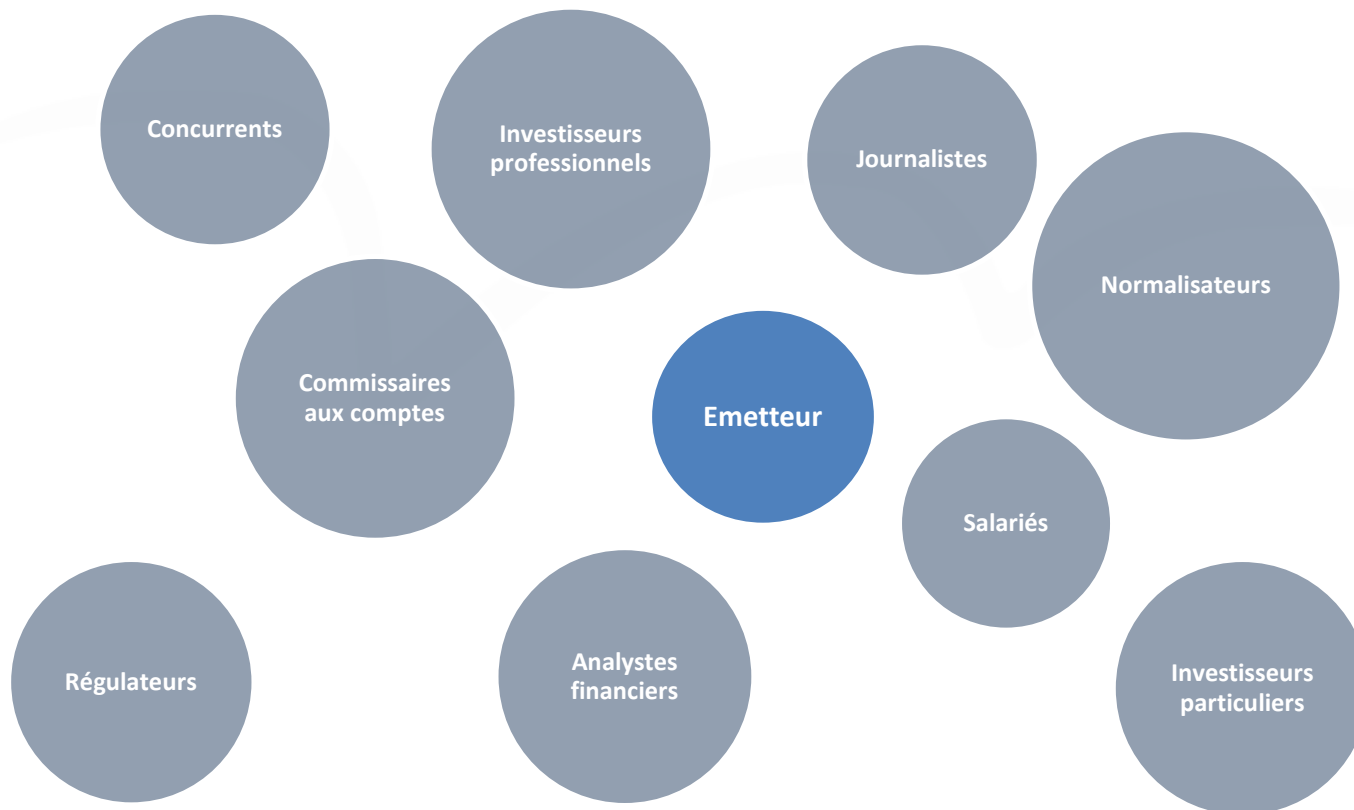 Concurrents
Investisseurs
professionnels
Journalistes
Normalisateurs
Commissaires
aux comptes
Emetteur
Salariés
Régulateurs
Analystes
financiers
Investisseurs
particuliers